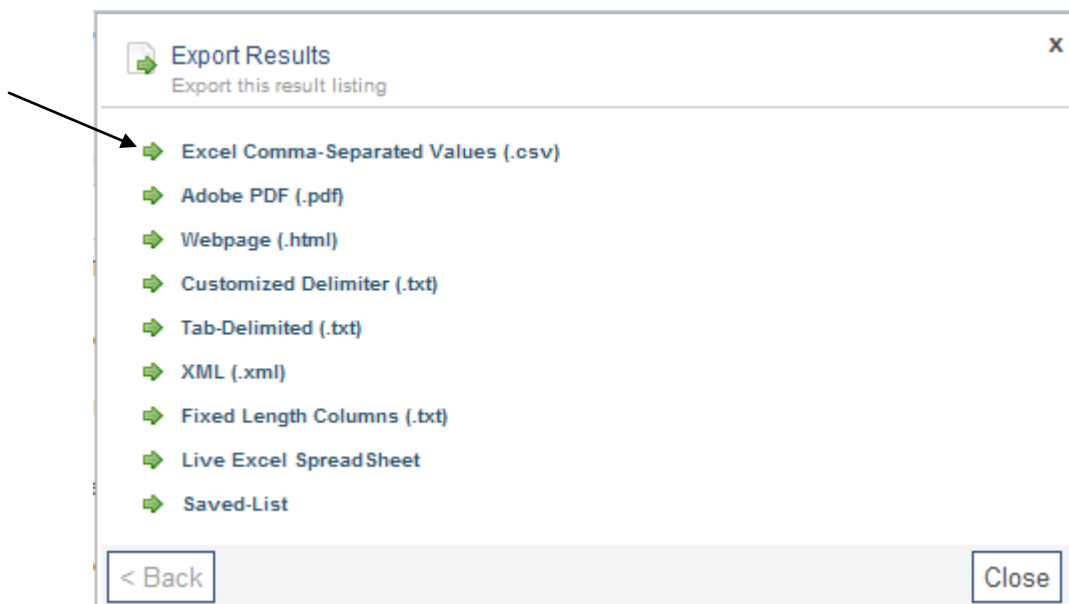 Export Results
x
Export this result listing
Excel Comma-Separated Values (.csv)
Adobe PDF (.pdf)
Webpage (.html)
Customized Delimiter (.txt)
Tab-Delimited (.txt)
XML (.xml)
Fixed Length Columns (.txt)
Live Excel SpreadSheet
Saved-List
< Back
Close